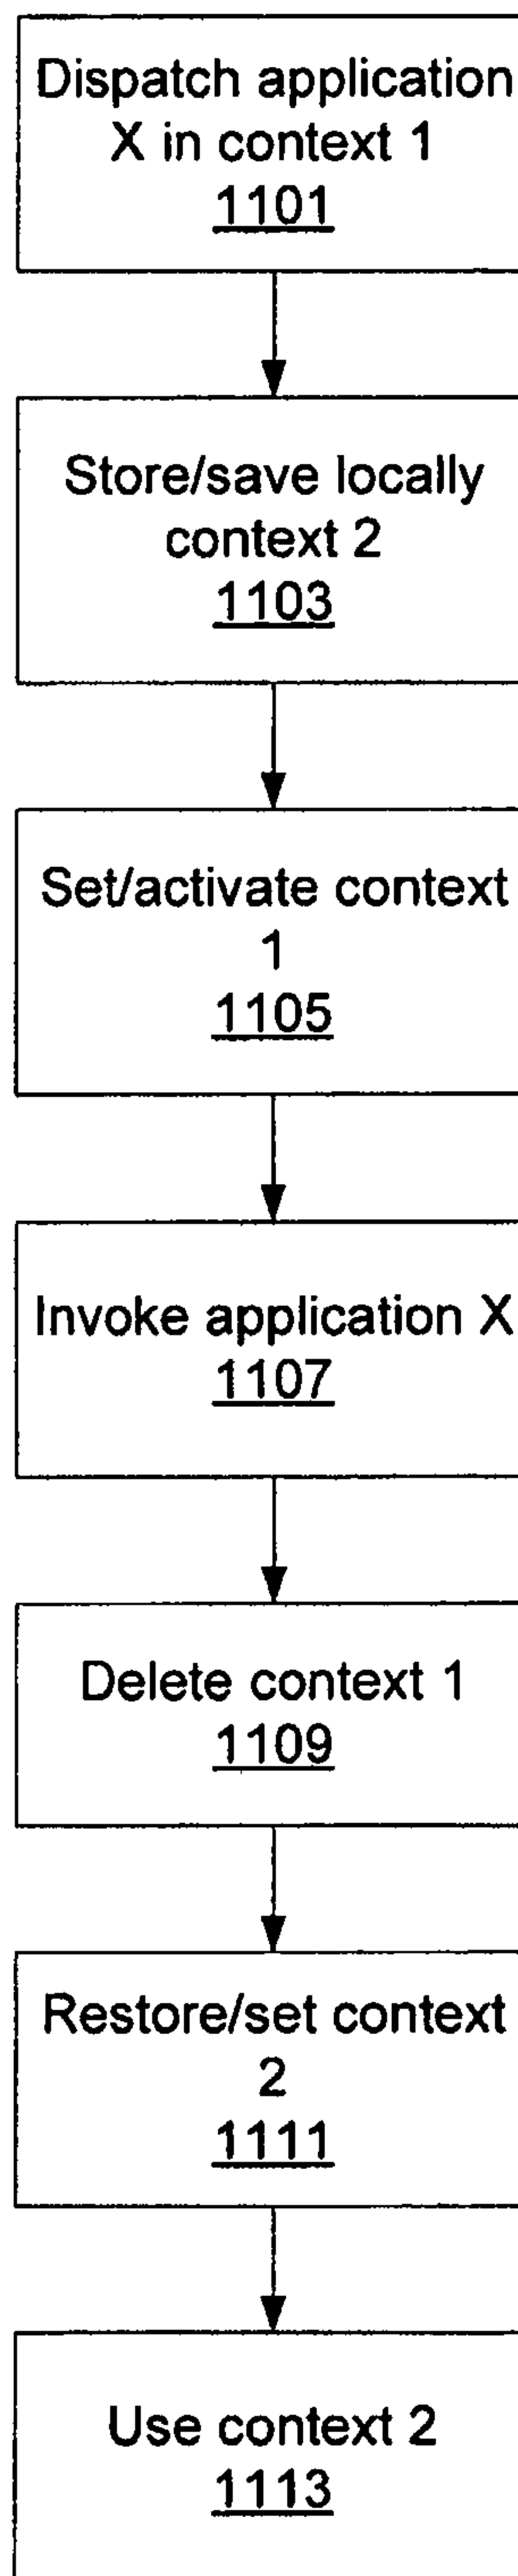 Dispatch application
X in context 1
1101
Store/save locally
context 2
1103
Set/activate context
1
1105
Invoke application X
1107
Delete context 1
1109
Restore/set context
2
1111
Use context 2
1113